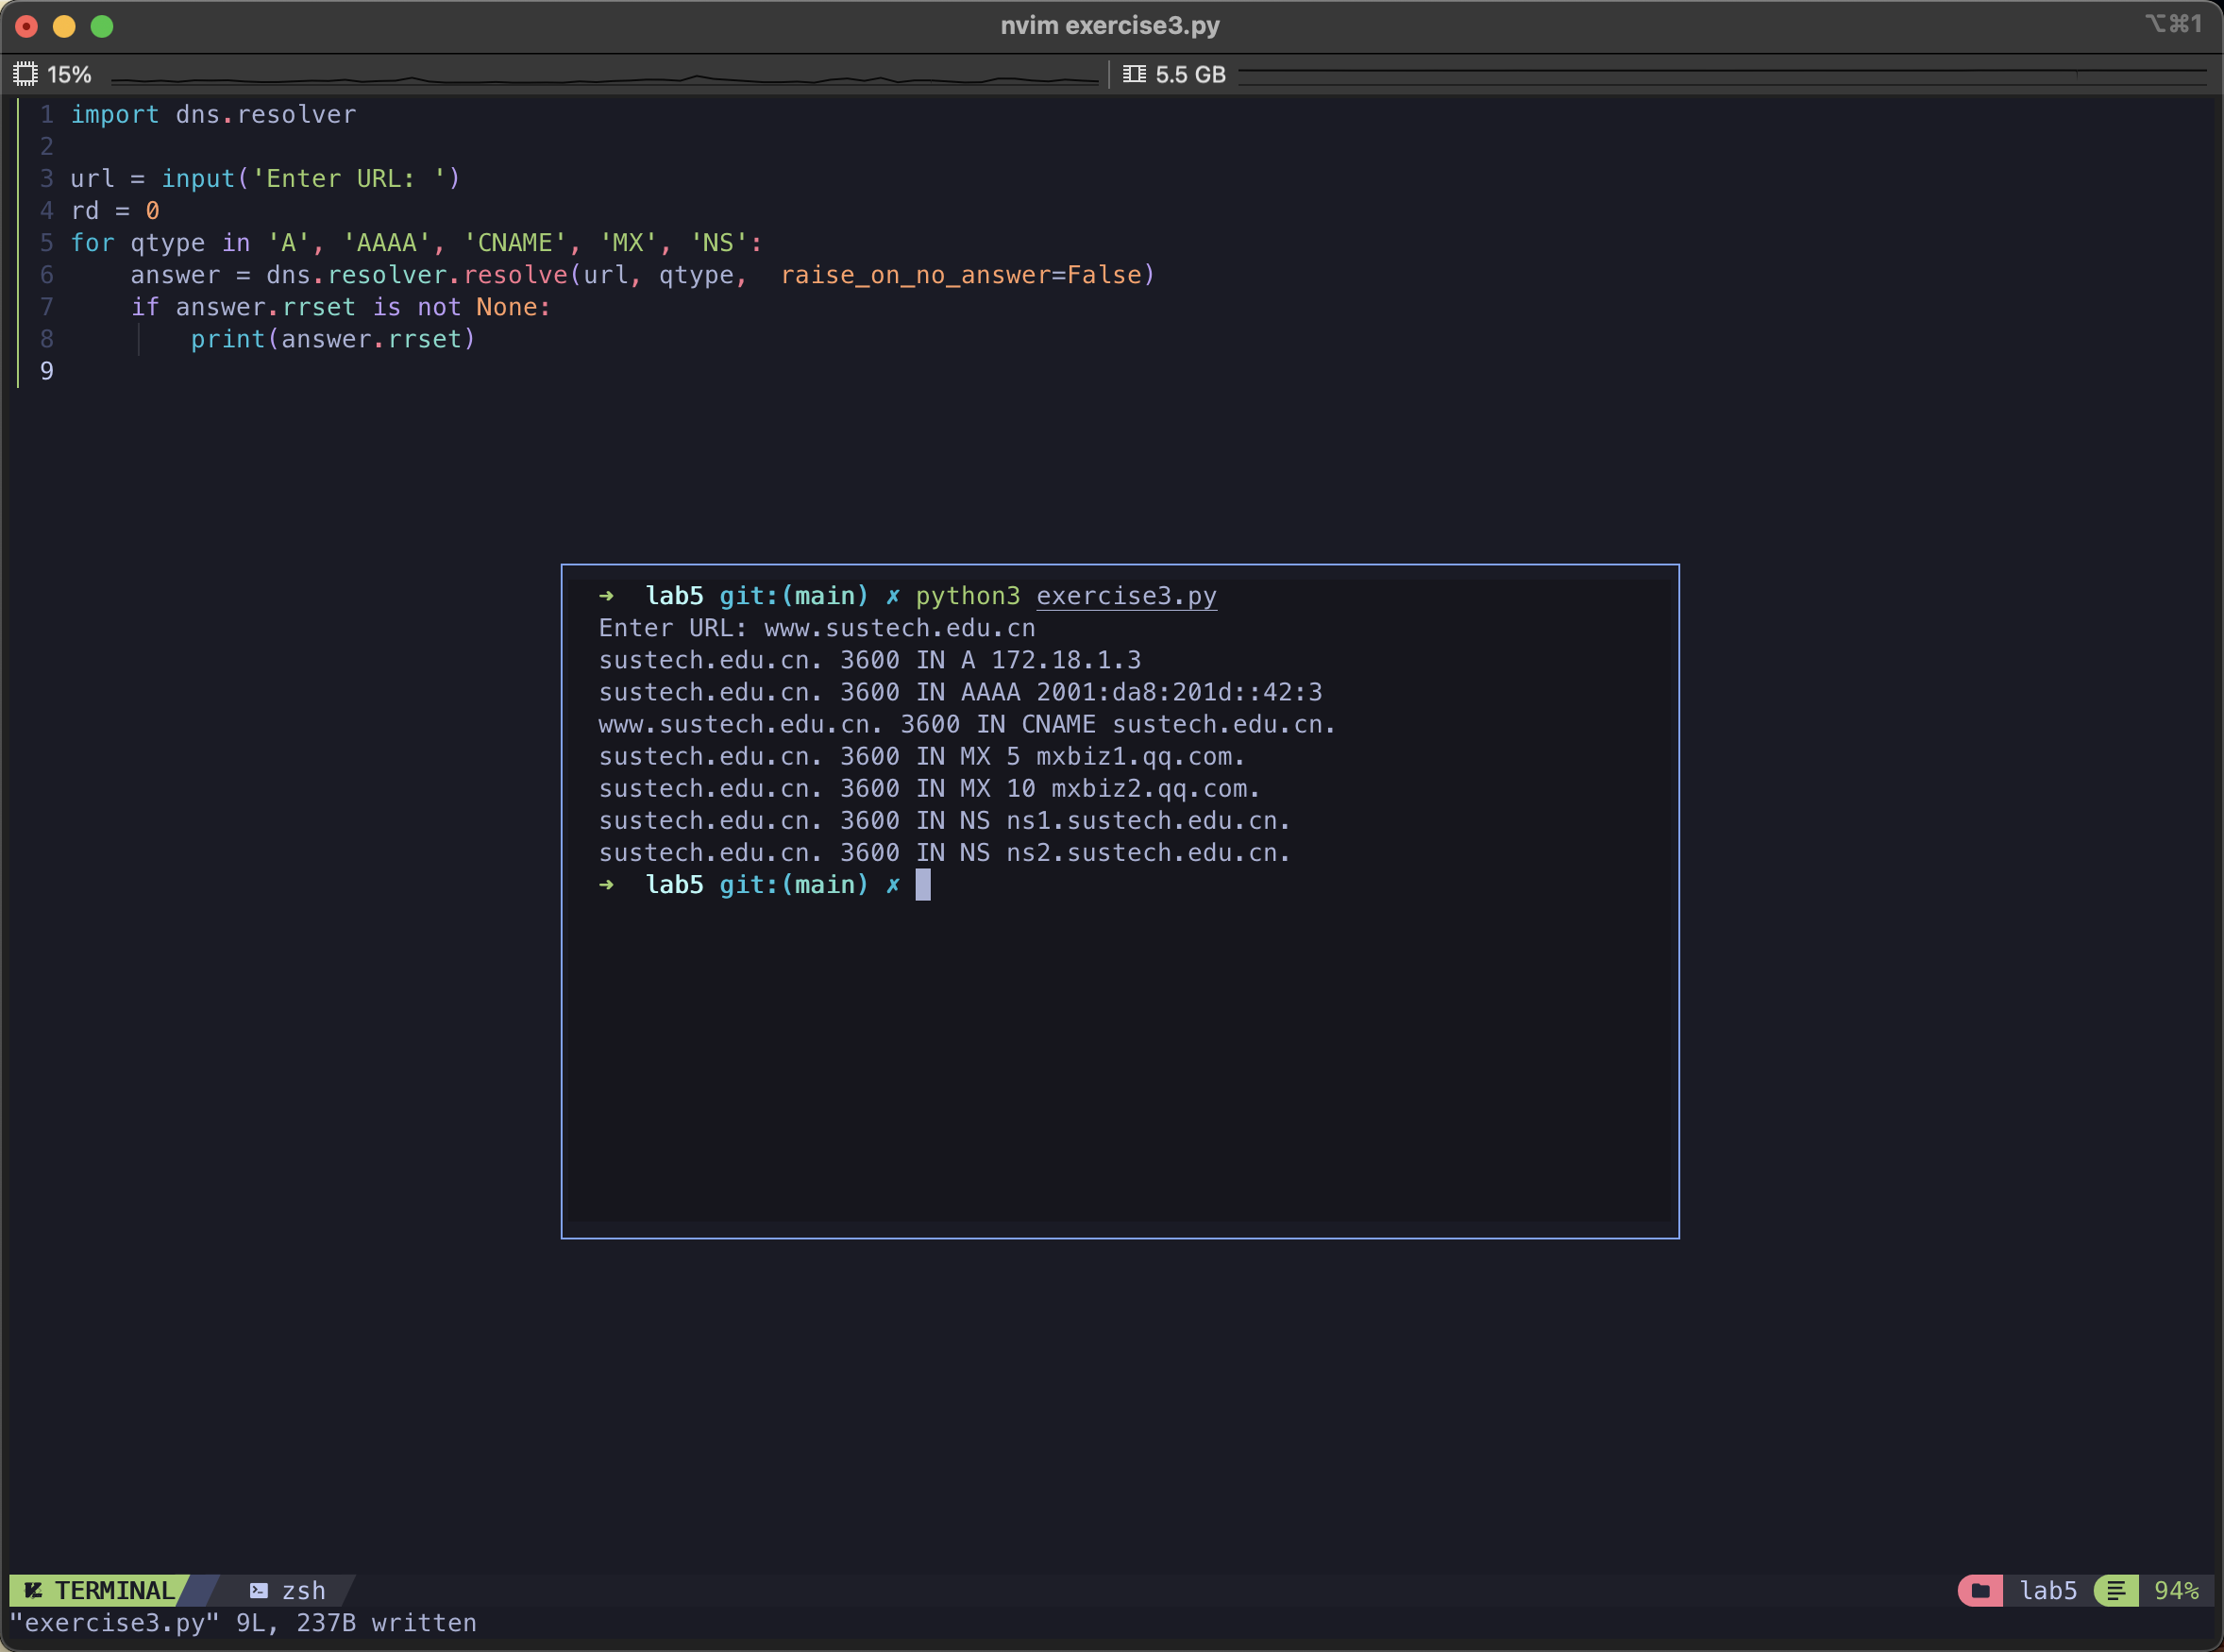 nvim exercise3.py
⌥⌘1
15%
5.5 GB
1 import dns.resolver
2
3 url = input('Enter URL: ')
4 rd = 0
5 for qtype in 'A', 'AAAA', 'CNAME', 'MX', 'NS':
6     answer = dns.resolver.resolve(url, qtype,  raise_on_no_answer=False)
7     if answer.rrset is not None:
8         print(answer.rrset)
9
➜  lab5 git:(main) ✗ python3 exercise3.py
Enter URL: www.sustech.edu.cn
sustech.edu.cn. 3600 IN A 172.18.1.3
sustech.edu.cn. 3600 IN AAAA 2001:da8:201d::42:3
www.sustech.edu.cn. 3600 IN CNAME sustech.edu.cn.
sustech.edu.cn. 3600 IN MX 5 mxbiz1.qq.com.
sustech.edu.cn. 3600 IN MX 10 mxbiz2.qq.com.
sustech.edu.cn. 3600 IN NS ns1.sustech.edu.cn.
sustech.edu.cn. 3600 IN NS ns2.sustech.edu.cn.
➜  lab5 git:(main) ✗
TERMINAL zsh lab5 94%
"exercise3.py" 9L, 237B written